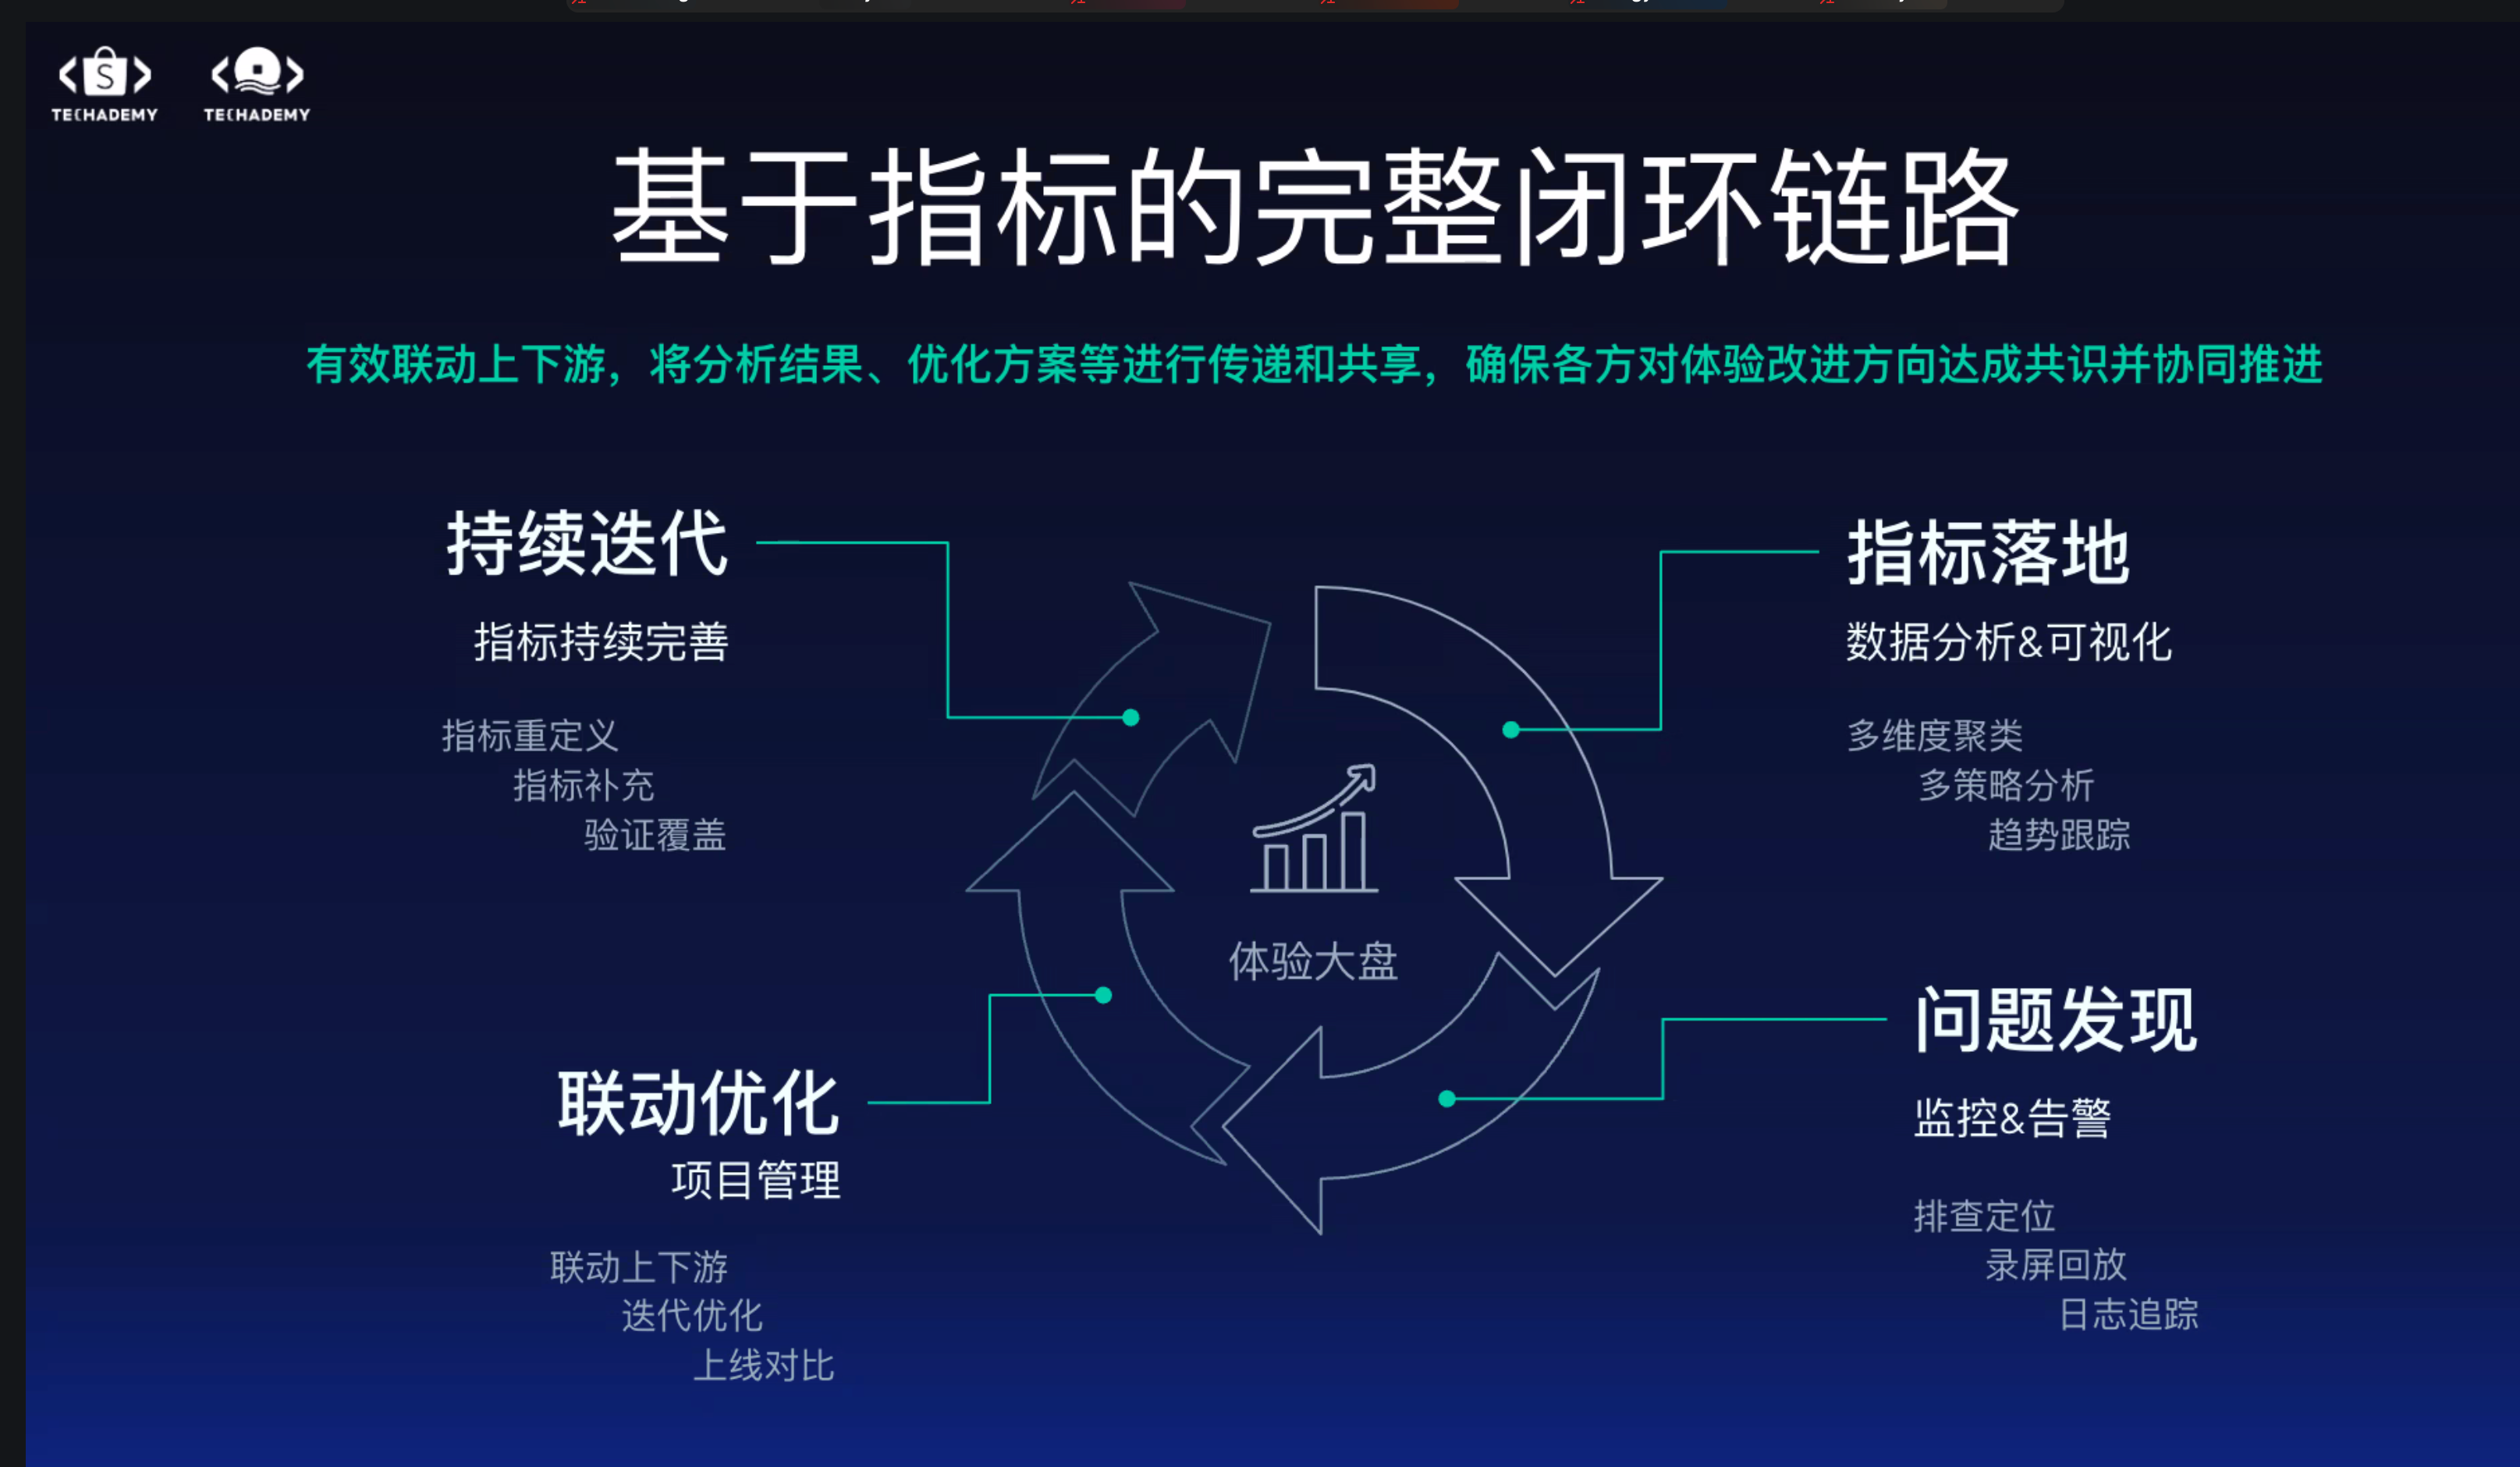 TECHADEMY
TECHADEMY
基于指标的完整闭环链路
有效联动上下游，将分析结果、优化方案等进行传递和共享，确保各方对体验改进方向达成共识并协同推进
持续迭代
指标持续完善
指标重定义
指标补充
验证覆盖
指标落地
数据分析&可视化
多维度聚类
多策略分析
趋势跟踪
体验大盘
联动优化
项目管理
联动上下游
迭代优化
上线对比
问题发现
监控&告警
排查定位
录屏回放
日志追踪